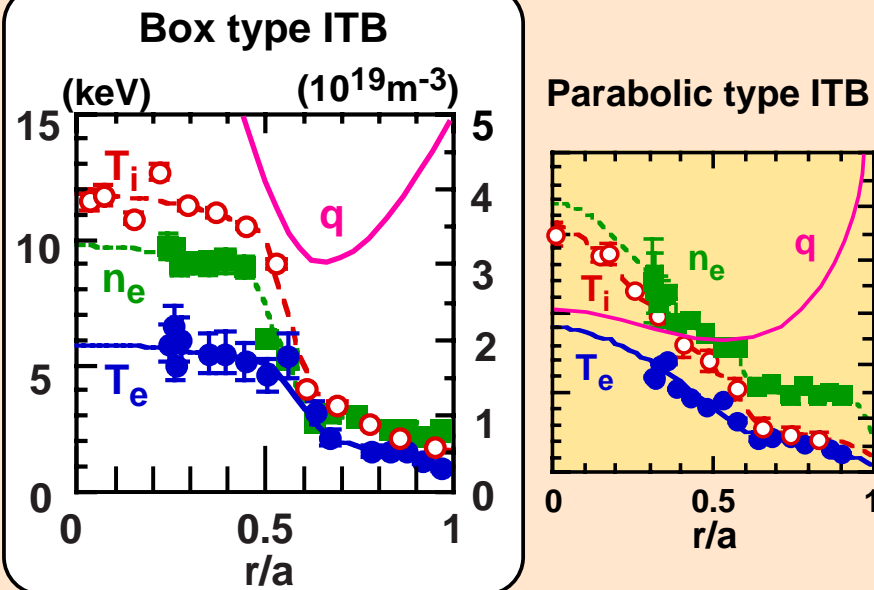 Box type ITB
(keV)
(10¹⁹m⁻³)
15
10
5
0
5
4
3
2
1
0
Tᵢ
nₑ
Tₑ
q
0
0.5
1
r/a
Parabolic type ITB
nₑ
Tᵢ
Tₑ
q
0
0.5
1
r/a